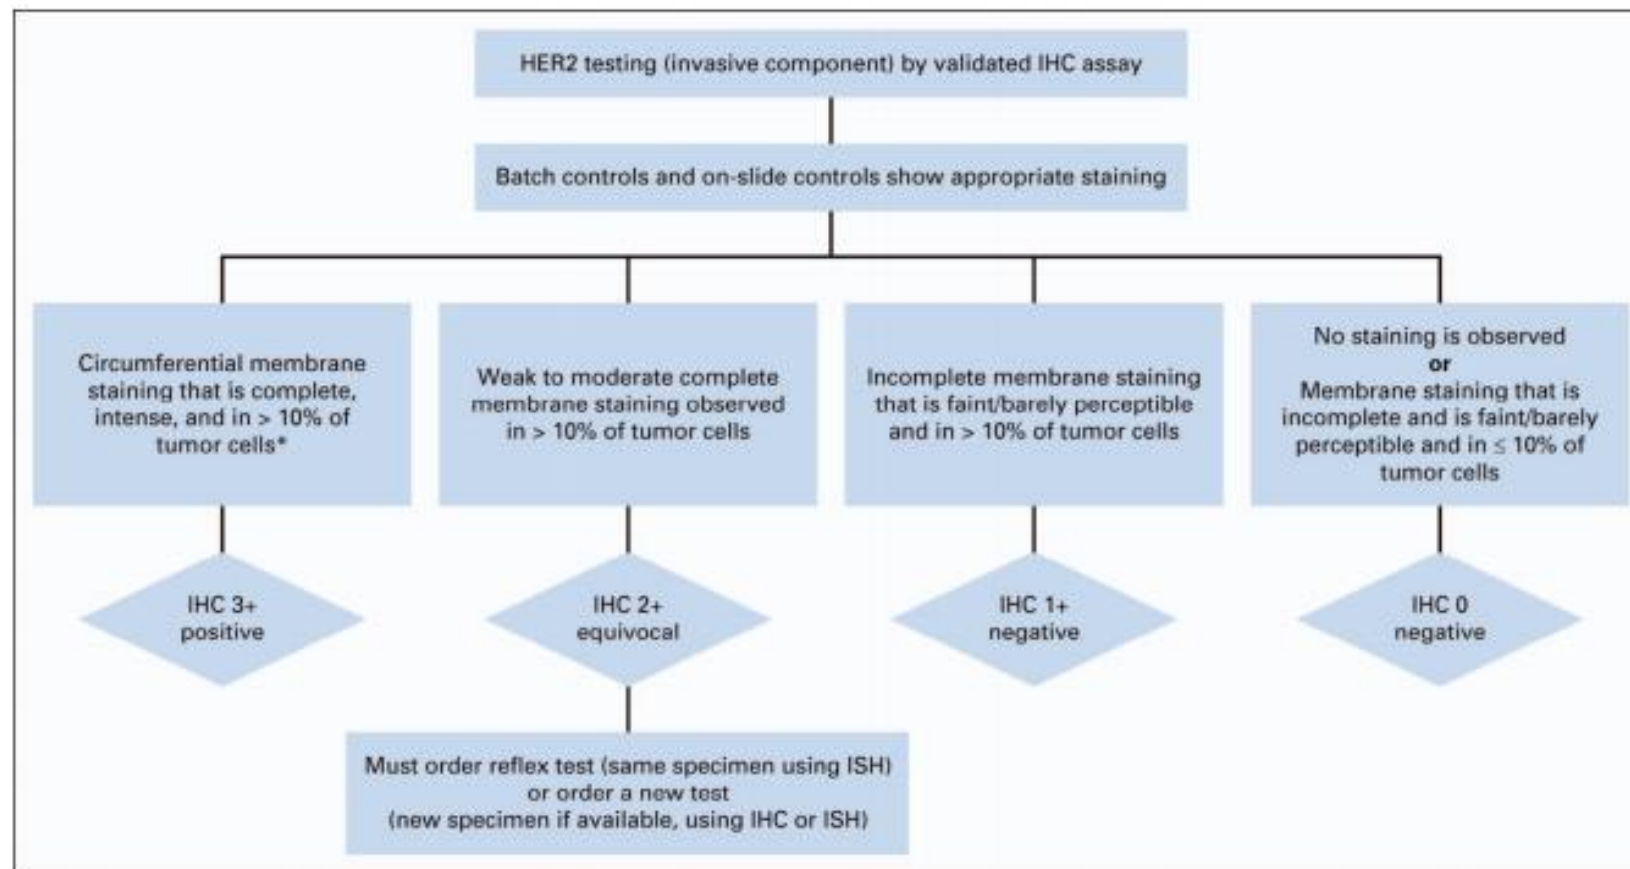 HER2 testing (invasive component) by validated IHC assay
Batch controls and on-slide controls show appropriate staining
Circumferential membrane
staining that is complete,
intense, and in > 10% of
tumor cells*
Weak to moderate complete
membrane staining observed
in > 10% of tumor cells
Incomplete membrane staining
that is faint/barely perceptible
and in > 10% of tumor cells
No staining is observed
or
Membrane staining that is
incomplete and is faint/barely
perceptible and in ≤ 10% of
tumor cells
IHC 3+
positive
IHC 2+
equivocal
IHC 1+
negative
IHC 0
negative
Must order reflex test (same specimen using ISH)
or order a new test
(new specimen if available, using IHC or ISH)